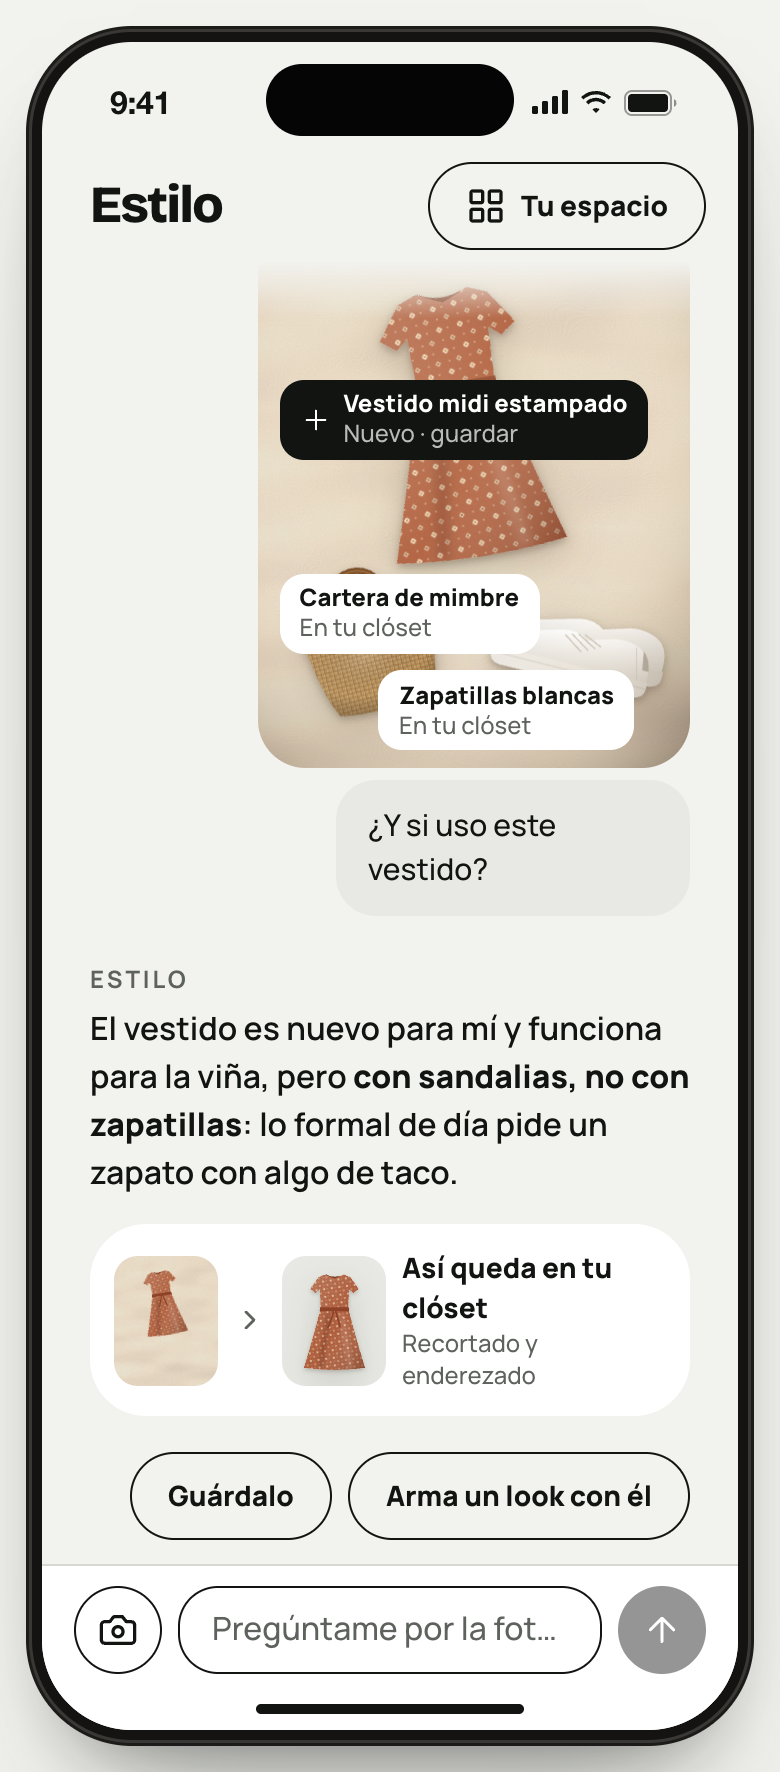 9:41
Estilo
Tu espacio
Vestido midi estampado
Nuevo · guardar
Cartera de mimbre
En tu clóset
Zapatillas blancas
En tu clóset
¿Y si uso este
vestido?
ESTILO
El vestido es nuevo para mí y funciona
para la viña, pero con sandalias, no con
zapatillas: lo formal de día pide un
zapato con algo de taco.
Así queda en tu
clóset
Recortado y
enderezado
Guárdalo
Arma un look con él
Pregúntame por la fot...